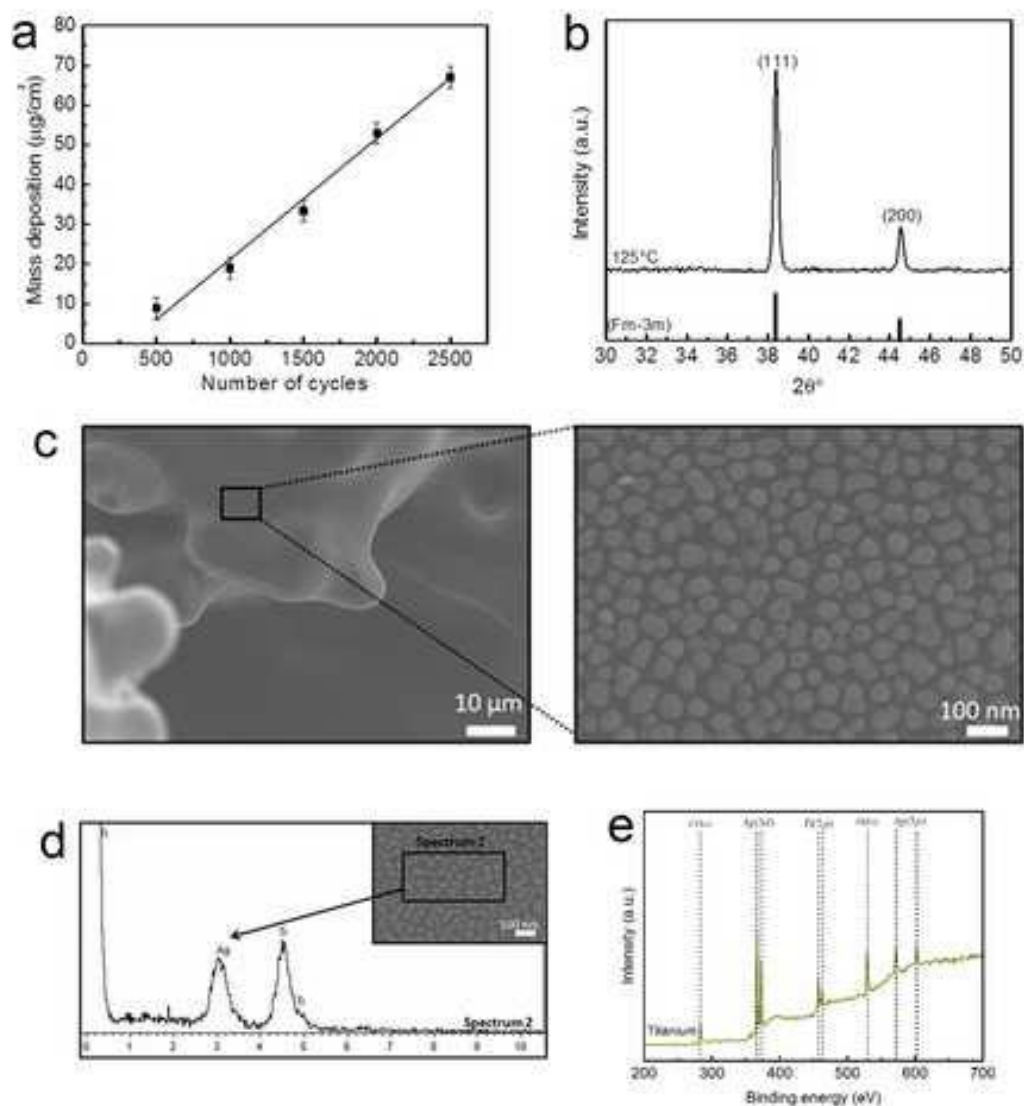 a
80
70
60
50
40
30
20
10
0
Mass deposition (µg/cm²)
0 500 1000 1500 2000 2500
Number of cycles
b
(111)
(200)
125°C
(Fm-3m)
Intensity (a.u.)
30 32 34 36 38 40 42 44 46 48 50
2θ°
c
10 µm
100 nm
d
Spectrum 2
100 nm
Ag
Ti
Spectrum 2
0 1 2 3 4 5 6 7 8 9 10
e
Intensity (a.u.)
Titanium
200 300 400 500 600 700
Binding energy (eV)